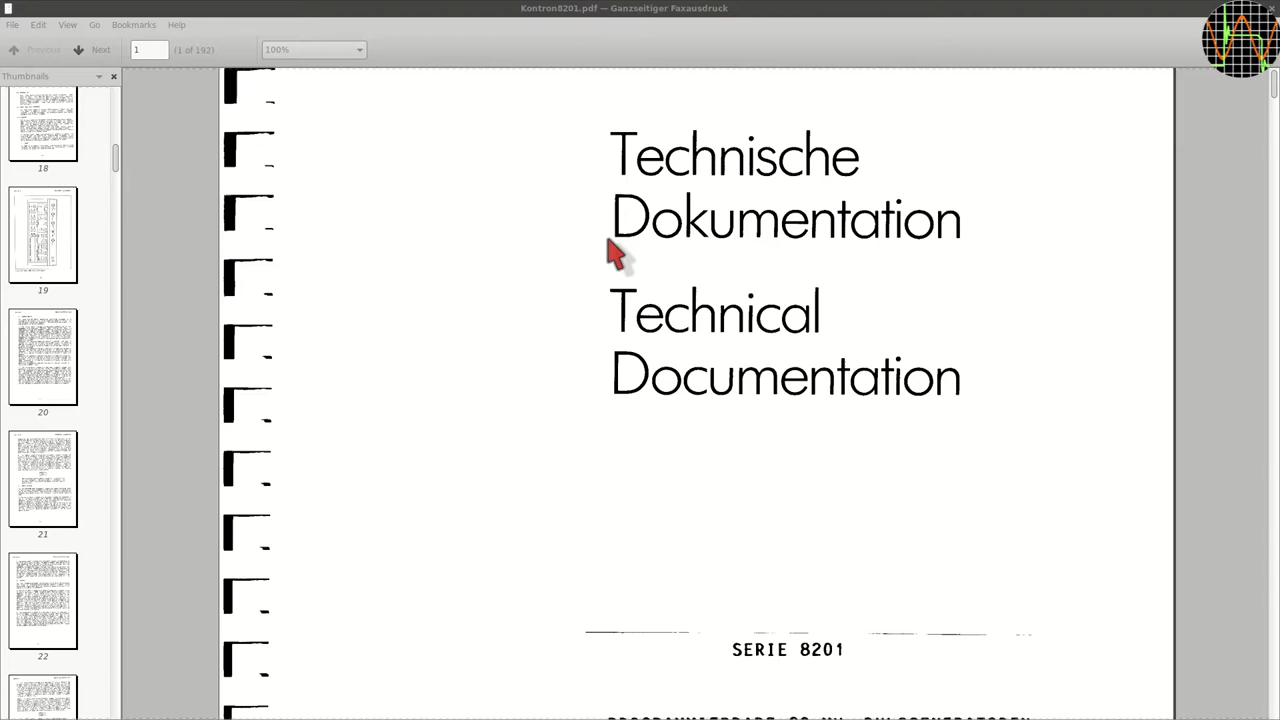 Kontron8201.pdf — Ganzseitiger Faxausdruck
File Edit View Go Bookmarks Help
Previous Next 1 (1 of 192) 100%
Thumbnails
18
19
20
21
22
Technische
Dokumentation
Technical
Documentation
SERIE 8201